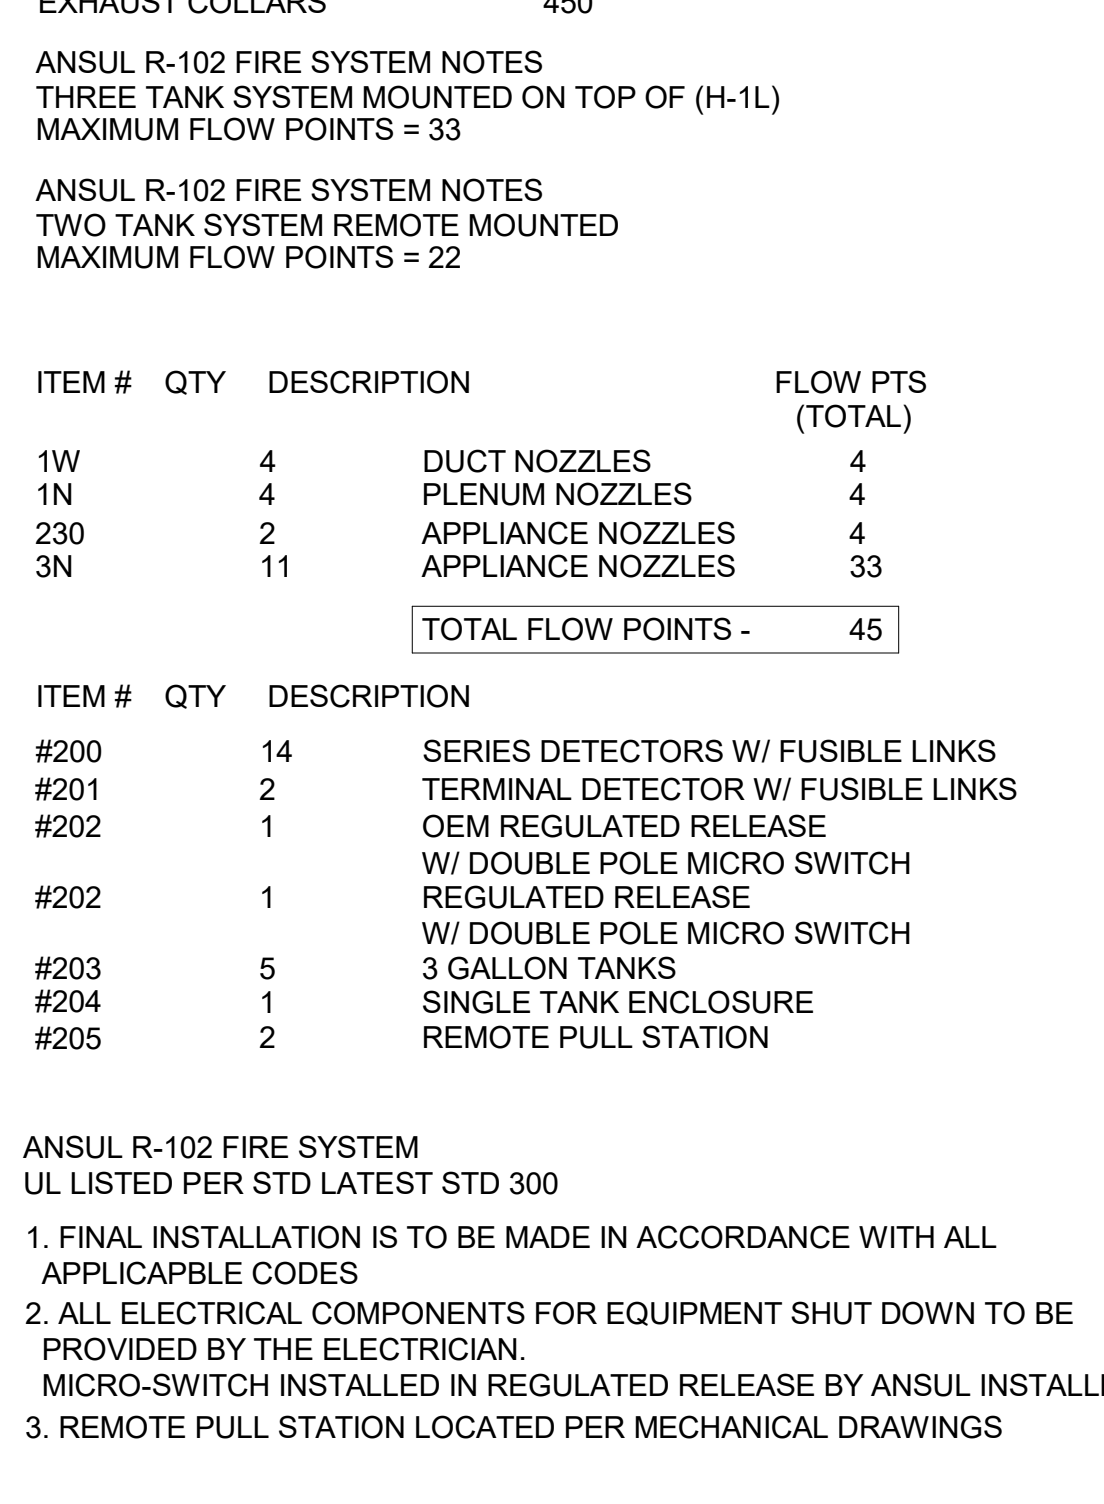 EXHAUST COLLARS 450
ANSUL R-102 FIRE SYSTEM NOTES
THREE TANK SYSTEM MOUNTED ON TOP OF (H-1L)
MAXIMUM FLOW POINTS = 33
ANSUL R-102 FIRE SYSTEM NOTES
TWO TANK SYSTEM REMOTE MOUNTED
MAXIMUM FLOW POINTS = 22
ITEM # QTY DESCRIPTION FLOW PTS
(TOTAL)
1W 4 DUCT NOZZLES 4
1N 4 PLENUM NOZZLES 4
230 2 APPLIANCE NOZZLES 4
3N 11 APPLIANCE NOZZLES 33
TOTAL FLOW POINTS - 45
ITEM # QTY DESCRIPTION
#200 14 SERIES DETECTORS W/ FUSIBLE LINKS
#201 2 TERMINAL DETECTOR W/ FUSIBLE LINKS
#202 1 OEM REGULATED RELEASE
W/ DOUBLE POLE MICRO SWITCH
#202 1 REGULATED RELEASE
W/ DOUBLE POLE MICRO SWITCH
#203 5 3 GALLON TANKS
#204 1 SINGLE TANK ENCLOSURE
#205 2 REMOTE PULL STATION
ANSUL R-102 FIRE SYSTEM
UL LISTED PER STD LATEST STD 300
1. FINAL INSTALLATION IS TO BE MADE IN ACCORDANCE WITH ALL
APPLICAPBLE CODES
2. ALL ELECTRICAL COMPONENTS FOR EQUIPMENT SHUT DOWN TO BE
PROVIDED BY THE ELECTRICIAN.
MICRO-SWITCH INSTALLED IN REGULATED RELEASE BY ANSUL
3. REMOTE PULL STATION LOCATED PER MECHANICAL DRAWINGS